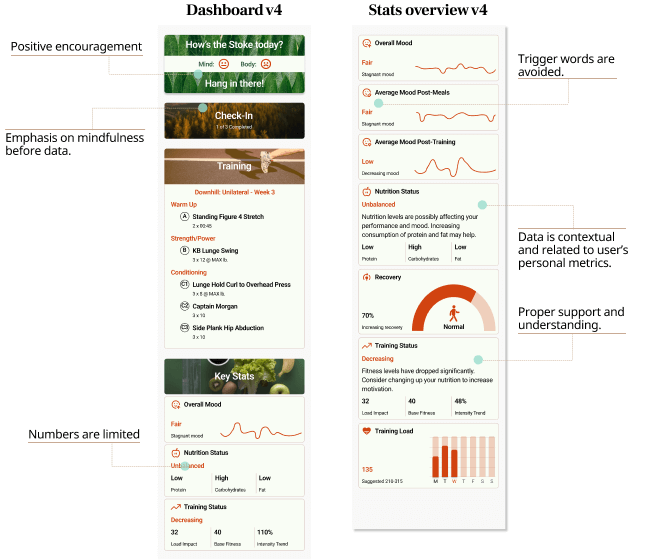 Dashboard v4
Stats overview v4
Positive encouragement
Emphasis on mindfulness
before data.
Numbers are limited
How's the Stoke today?
Mind:
Body:
Hang in there!
Check-In
1 of 3 Completed
Training
Downhill: Unilateral - Week 3
Warm Up
A
Standing Figure 4 Stretch
2 x 00:45
Strength/Power
B
KB Lunge Swing
3 x 12 @ MAX lb.
Conditioning
C1
Lunge Hold Curl to Overhead Press
3 x 8 @ MAX lb.
C2
Captain Morgan
3 x 10
C3
Side Plank Hip Abduction
3 x 10
Key Stats
Overall Mood
Fair
Stagnant mood
Nutrition Status
Unbalanced
Low High Low
Protein Carbohydrates Fat
Training Status
Decreasing
32 40 110%
Load Impact Base Fitness Intensity Trend
Overall Mood
Fair
Stagnant mood
Average Mood Post-Meals
Fair
Stagnant mood
Average Mood Post-Training
Low
Decreasing mood
Nutrition Status
Unbalanced
Nutrition levels are possibly affecting your
performance and mood. Increasing
consumption of protein and fat may help.
Low High Low
Protein Carbohydrates Fat
Recovery
70%
Increasing recovery
Normal
Training Status
Decreasing
Fitness levels have dropped significantly.
Consider changing up your nutrition to increase
motivation.
32 40 48%
Load Impact Base Fitness Intensity Trend
Training Load
135
Suggested 210-315
M T W T F S S
Trigger words are
avoided.
Data is contextual
and related to user's
personal metrics.
Proper support and
understanding.